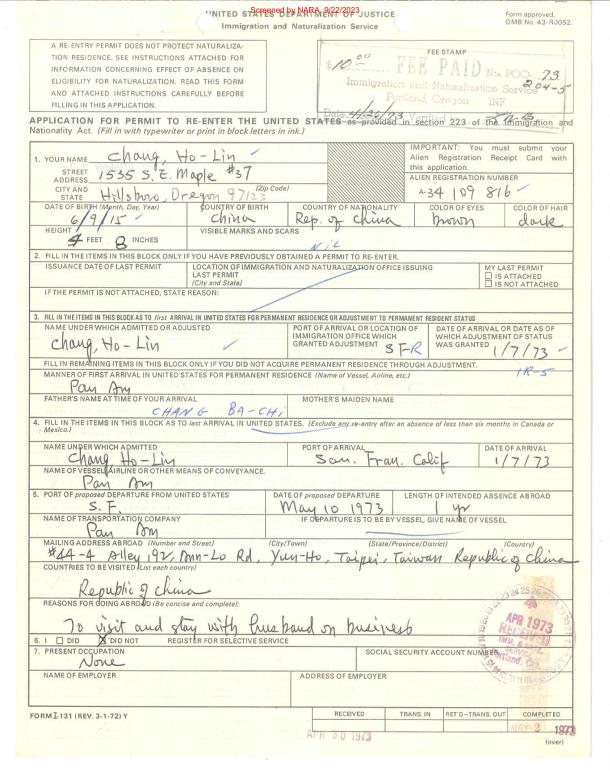 Screened by NARA, 9/22/2023
UNITED STATES DEPARTMENT OF JUSTICE
Immigration and Naturalization Service
Form approved.
OMB No. 43-R0052.
A RE-ENTRY PERMIT DOES NOT PROTECT NATURALIZA-
TION RESIDENCE. SEE INSTRUCTIONS ATTACHED FOR
INFORMATION CONCERNING EFFECT OF ABSENCE ON
ELIGIBILITY FOR NATURALIZATION. READ THIS FORM
AND ATTACHED INSTRUCTIONS CAREFULLY BEFORE
FILLING IN THIS APPLICATION.
FEE STAMP
$10.00 FEE PAID No. POO- 73
Immigration and Naturalization Service 204-5
Portland, Oregon INF
Date 4/26/73
APPLICATION FOR PERMIT TO RE-ENTER THE UNITED STATES as provided in section 223 of the Immigration and
Nationality Act. (Fill in with typewriter or print in block letters in ink.)
1. YOUR NAME Chang, Ho-Lin
STREET ADDRESS 1535 S.E. Maple #37
CITY AND STATE Hillsboro, Oregon 97123 (Zip Code)
IMPORTANT: You must submit your
Alien Registration Receipt Card with
this application.
ALIEN REGISTRATION NUMBER
A-34 109 816
DATE OF BIRTH (Month, Day, Year) COUNTRY OF BIRTH COUNTRY OF NATIONALITY COLOR OF EYES COLOR OF HAIR
6/9/15 China Rep. of China brown dark
HEIGHT VISIBLE MARKS AND SCARS
4 FEET 8 INCHES Nil
2. FILL IN THE ITEMS IN THIS BLOCK ONLY IF YOU HAVE PREVIOUSLY OBTAINED A PERMIT TO RE-ENTER.
ISSUANCE DATE OF LAST PERMIT LOCATION OF IMMIGRATION AND NATURALIZATION OFFICE ISSUING LAST PERMIT (City and State)
MY LAST PERMIT
IS ATTACHED
IS NOT ATTACHED
IF THE PERMIT IS NOT ATTACHED, STATE REASON:
3. FILL IN THE ITEMS IN THIS BLOCK AS TO first ARRIVAL IN UNITED STATES FOR PERMANENT RESIDENCE OR ADJUSTMENT TO PERMANENT RESIDENT STATUS
NAME UNDER WHICH ADMITTED OR ADJUSTED
Chang, Ho-Lin
PORT OF ARRIVAL OR LOCATION OF IMMIGRATION OFFICE WHICH GRANTED ADJUSTMENT SFR
DATE OF ARRIVAL OR DATE AS OF WHICH ADJUSTMENT OF STATUS WAS GRANTED 1/7/73
FILL IN REMAINING ITEMS IN THIS BLOCK ONLY IF YOU DID NOT ACQUIRE PERMANENT RESIDENCE THROUGH ADJUSTMENT.
IR-5
MANNER OF FIRST ARRIVAL IN UNITED STATES FOR PERMANENT RESIDENCE (Name of Vessel, Airline, etc.)
Pan Am
FATHER'S NAME AT TIME OF YOUR ARRIVAL MOTHER'S MAIDEN NAME
CHANG BA-CHI
4. FILL IN THE ITEMS IN THIS BLOCK AS TO last ARRIVAL IN UNITED STATES. (Exclude any re-entry after an absence of less than six months in Canada or
Mexico.)
NAME UNDER WHICH ADMITTED PORT OF ARRIVAL DATE OF ARRIVAL
Chang Ho-Lin San. Fran. Calif 1/7/73
NAME OF VESSEL, AIRLINE OR OTHER MEANS OF CONVEYANCE.
Pan Am
5. PORT OF proposed DEPARTURE FROM UNITED STATES DATE OF proposed DEPARTURE LENGTH OF INTENDED ABSENCE ABROAD
S.F. May 10 1973 1 yr
NAME OF TRANSPORTATION COMPANY IF DEPARTURE IS TO BE BY VESSEL, GIVE NAME OF VESSEL
Pan Am
MAILING ADDRESS ABROAD (Number and Street) (City/Town) (State/Province/District) (Country)
#44-4 Alley 192, Ann-Lo Rd, Yun-Ho, Taipei, Taiwan Republic of China
COUNTRIES TO BE VISITED (List each country)
Republic of China
REASONS FOR GOING ABROAD (Be concise and complete):
To visit and stay with husband on business
APR 1973
RECEIVED
6. I DID X DID NOT REGISTER FOR SELECTIVE SERVICE
7. PRESENT OCCUPATION SOCIAL SECURITY ACCOUNT NUMBER
None
NAME OF EMPLOYER ADDRESS OF EMPLOYER
FORM I-131 (REV. 3-1-72) Y
RECEIVED TRANS. IN RET'D-TRANS. OUT COMPLETED
APR 30 1973 MAY 2 1973
(over)